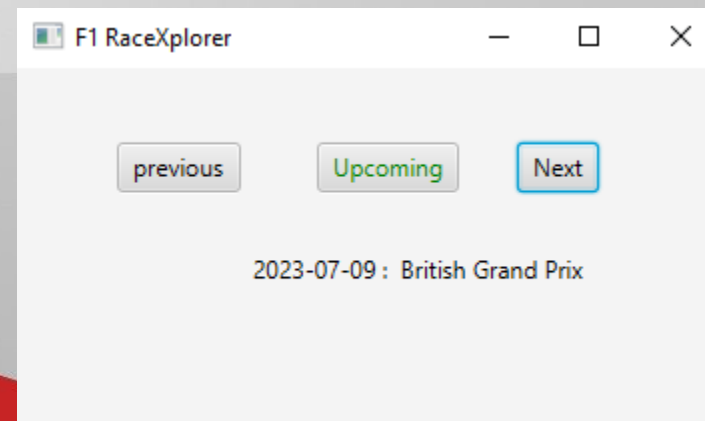 F1 RaceXplorer
previous Upcoming Next
2023-07-09 : British Grand Prix